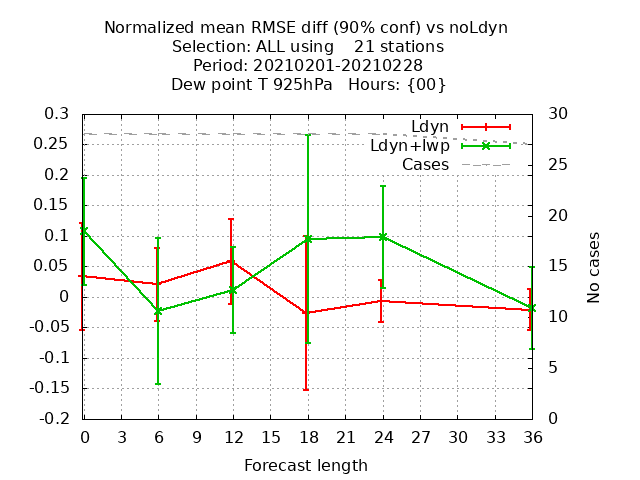 Normalized mean RMSE diff (90% conf) vs noLdyn
Selection: ALL using    21 stations
Period: 20210201-20210228
Dew point T 925hPa   Hours: {00}
0.3
0.25
0.2
0.15
0.1
0.05
0
-0.05
-0.1
-0.15
-0.2
30
25
20
15
10
5
0
Ldyn
Ldyn+lwp
Cases
No cases
0 3 6 9 12 15 18 21 24 27 30 33 36
Forecast length